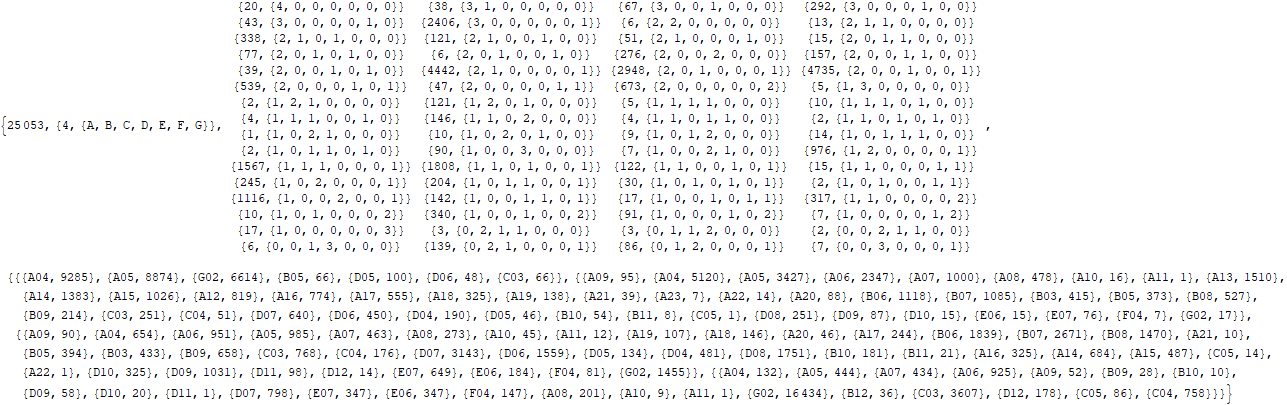 {20, {4, 0, 0, 0, 0, 0, 0}} {38, {3, 1, 0, 0, 0, 0, 0}} {67, {3, 0, 0, 1, 0, 0, 0}} {292, {3, 0, 0, 0, 1, 0, 0}}
{43, {3, 0, 0, 0, 0, 1, 0}} {2406, {3, 0, 0, 0, 0, 0, 1}} {6, {2, 2, 0, 0, 0, 0, 0}} {13, {2, 1, 1, 0, 0, 0, 0}}
{338, {2, 1, 0, 1, 0, 0, 0}} {121, {2, 1, 0, 0, 1, 0, 0}} {51, {2, 1, 0, 0, 0, 1, 0}} {15, {2, 0, 1, 1, 0, 0, 0}}
{77, {2, 0, 1, 0, 1, 0, 0}} {6, {2, 0, 1, 0, 0, 1, 0}} {276, {2, 0, 0, 2, 0, 0, 0}} {157, {2, 0, 0, 1, 1, 0, 0}}
{39, {2, 0, 0, 1, 0, 1, 0}} {4442, {2, 1, 0, 0, 0, 0, 1}} {2948, {2, 0, 1, 0, 0, 0, 1}} {4735, {2, 0, 0, 1, 0, 0, 1}}
{539, {2, 0, 0, 0, 1, 0, 1}} {47, {2, 0, 0, 0, 0, 1, 1}} {673, {2, 0, 0, 0, 0, 0, 2}} {5, {1, 3, 0, 0, 0, 0, 0}}
{2, {1, 2, 1, 0, 0, 0, 0}} {121, {1, 2, 0, 1, 0, 0, 0}} {5, {1, 1, 1, 1, 0, 0, 0}} {10, {1, 1, 1, 0, 1, 0, 0}}
{25 053, {4, {A, B, C, D, E, F, G}}, {4, {1, 1, 1, 0, 0, 1, 0}} {146, {1, 1, 0, 2, 0, 0, 0}} {4, {1, 1, 0, 1, 1, 0, 0}} {2, {1, 1, 0, 1, 0, 1, 0}} ,
{1, {1, 0, 2, 1, 0, 0, 0}} {10, {1, 0, 2, 0, 1, 0, 0}} {9, {1, 0, 1, 2, 0, 0, 0}} {14, {1, 0, 1, 1, 1, 0, 0}}
{2, {1, 0, 1, 1, 0, 1, 0}} {90, {1, 0, 0, 3, 0, 0, 0}} {7, {1, 0, 0, 2, 1, 0, 0}} {976, {1, 2, 0, 0, 0, 0, 1}}
{1567, {1, 1, 1, 0, 0, 0, 1}} {1808, {1, 1, 0, 1, 0, 0, 1}} {122, {1, 1, 0, 0, 1, 0, 1}} {15, {1, 1, 0, 0, 0, 1, 1}}
{245, {1, 0, 2, 0, 0, 0, 1}} {204, {1, 0, 1, 1, 0, 0, 1}} {30, {1, 0, 1, 0, 1, 0, 1}} {2, {1, 0, 1, 0, 0, 1, 1}}
{1116, {1, 0, 0, 2, 0, 0, 1}} {142, {1, 0, 0, 1, 1, 0, 1}} {17, {1, 0, 0, 1, 0, 1, 1}} {317, {1, 1, 0, 0, 0, 0, 2}}
{10, {1, 0, 1, 0, 0, 0, 2}} {340, {1, 0, 0, 1, 0, 0, 2}} {91, {1, 0, 0, 0, 1, 0, 2}} {7, {1, 0, 0, 0, 0, 1, 2}}
{17, {1, 0, 0, 0, 0, 0, 3}} {3, {0, 2, 1, 1, 0, 0, 0}} {3, {0, 1, 1, 2, 0, 0, 0}} {2, {0, 0, 2, 1, 1, 0, 0}}
{6, {0, 0, 1, 3, 0, 0, 0}} {139, {0, 2, 1, 0, 0, 0, 1}} {86, {0, 1, 2, 0, 0, 0, 1}} {7, {0, 0, 3, 0, 0, 0, 1}}
{{{A04, 9285}, {A05, 8874}, {G02, 6614}, {B05, 66}, {D05, 100}, {D06, 48}, {C03, 66}}, {{A09, 95}, {A04, 5120}, {A05, 3427}, {A06, 2347}, {A07, 1000}, {A08, 478}, {A10, 16}, {A11, 1}, {A13, 1510},
{A14, 1383}, {A15, 1026}, {A12, 819}, {A16, 774}, {A17, 555}, {A18, 325}, {A19, 138}, {A21, 39}, {A23, 7}, {A22, 14}, {A20, 88}, {B06, 1118}, {B07, 1085}, {B03, 415}, {B05, 373}, {B08, 527},
{B09, 214}, {C03, 251}, {C04, 51}, {D07, 640}, {D06, 450}, {D04, 190}, {D05, 46}, {B10, 54}, {B11, 8}, {C05, 1}, {D08, 251}, {D09, 87}, {D10, 15}, {E06, 15}, {E07, 76}, {F04, 7}, {G02, 17}},
{{A09, 90}, {A04, 654}, {A06, 951}, {A05, 985}, {A07, 463}, {A08, 273}, {A10, 45}, {A11, 12}, {A19, 107}, {A18, 146}, {A20, 46}, {A17, 244}, {B06, 1839}, {B07, 2671}, {B08, 1470}, {A21, 10},
{B05, 394}, {B03, 433}, {B09, 658}, {C03, 768}, {C04, 176}, {D07, 3143}, {D06, 1559}, {D05, 134}, {D04, 481}, {D08, 1751}, {B10, 181}, {B11, 21}, {A16, 325}, {A14, 684}, {A15, 487}, {C05, 14},
{A22, 1}, {D10, 325}, {D09, 1031}, {D11, 98}, {D12, 14}, {E07, 649}, {E06, 184}, {F04, 81}, {G02, 1455}}, {{A04, 132}, {A05, 444}, {A07, 434}, {A06, 925}, {A09, 52}, {B09, 28}, {B10, 10},
{D09, 58}, {D10, 20}, {D11, 1}, {D07, 798}, {E07, 347}, {E06, 347}, {F04, 147}, {A08, 201}, {A10, 9}, {A11, 1}, {G02, 16 434}, {B12, 36}, {C03, 3607}, {D12, 178}, {C05, 86}, {C04, 758}}}}